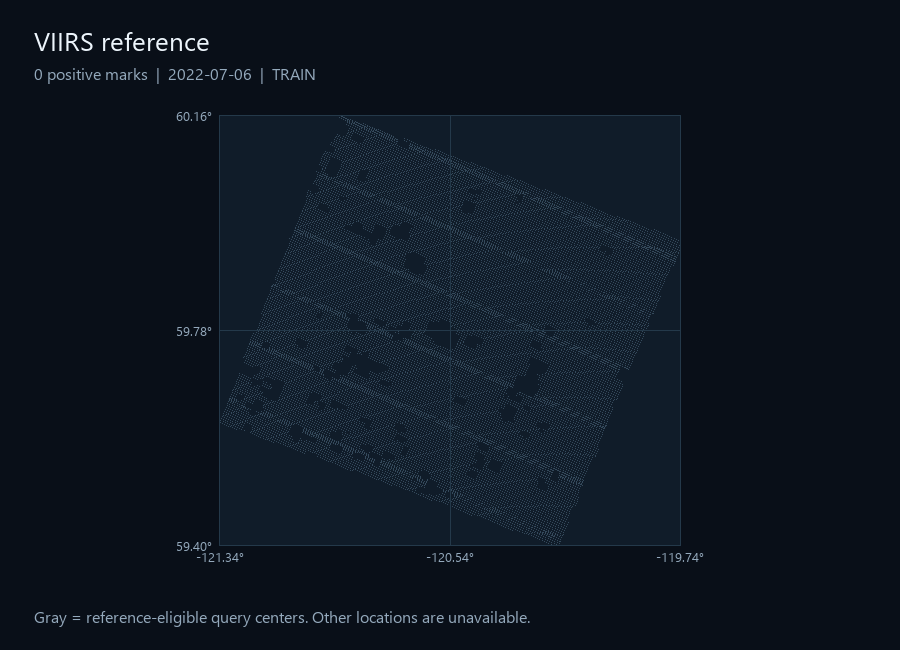 VIIRS reference
0 positive marks | 2022-07-06 | TRAIN
60.16°
59.78°
59.40°
-121.34° -120.54° -119.74°
Gray = reference-eligible query centers. Other locations are unavailable.